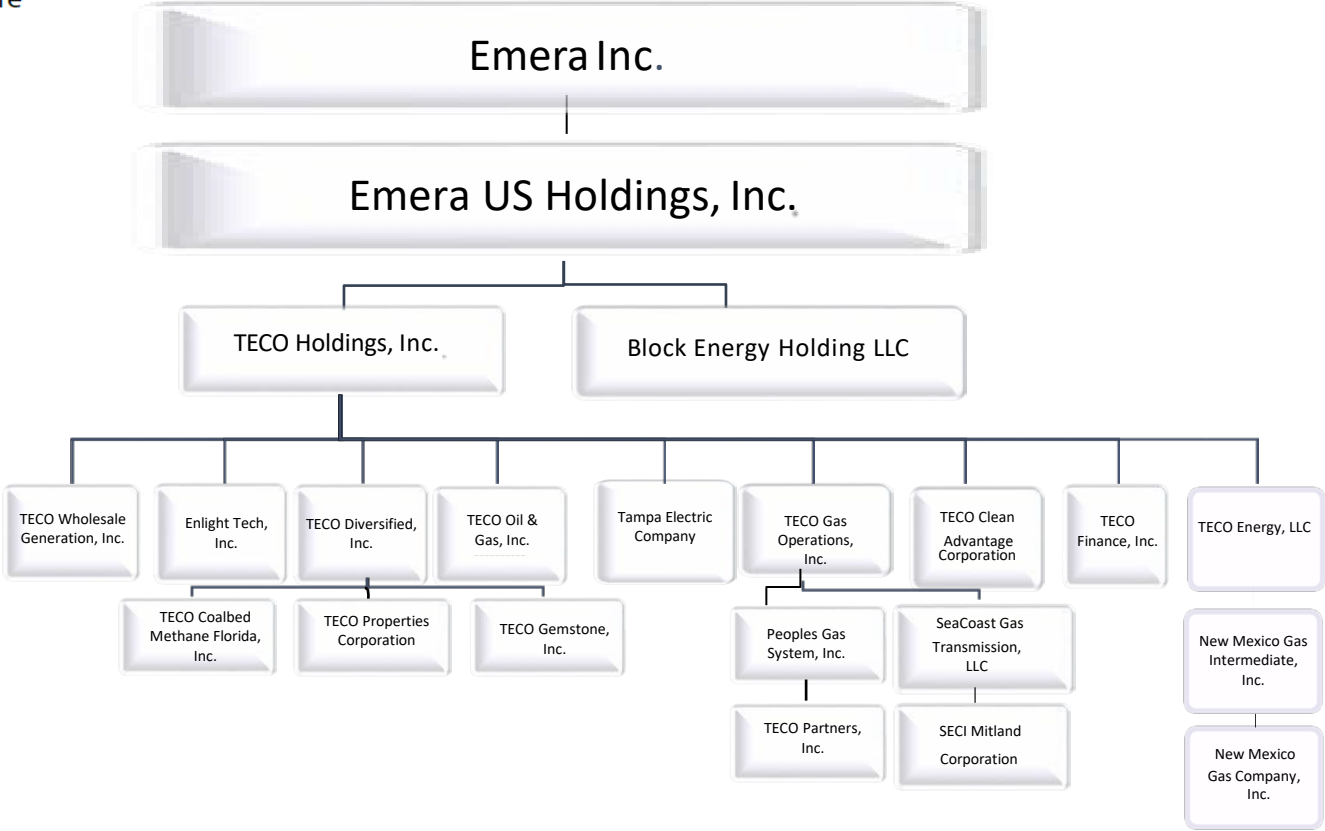 re
Emera Inc.
Emera US Holdings, Inc.
TECO Holdings, Inc.
Block Energy Holding LLC
TECO Wholesale
Generation, Inc.
Enlight Tech,
Inc.
TECO Diversified,
Inc.
TECO Oil &
Gas, Inc.
Tampa Electric
Company
TECO Gas
Operations,
Inc.
TECO Clean
Advantage
Corporation
TECO
Finance, Inc.
TECO Energy, LLC
TECO Coalbed
Methane Florida,
Inc.
TECO Properties
Corporation
TECO Gemstone,
Inc.
Peoples Gas
System, Inc.
SeaCoast Gas
Transmission,
LLC
New Mexico Gas
Intermediate,
Inc.
TECO Partners,
Inc.
SECI Mitland
Corporation
New Mexico
Gas Company,
Inc.